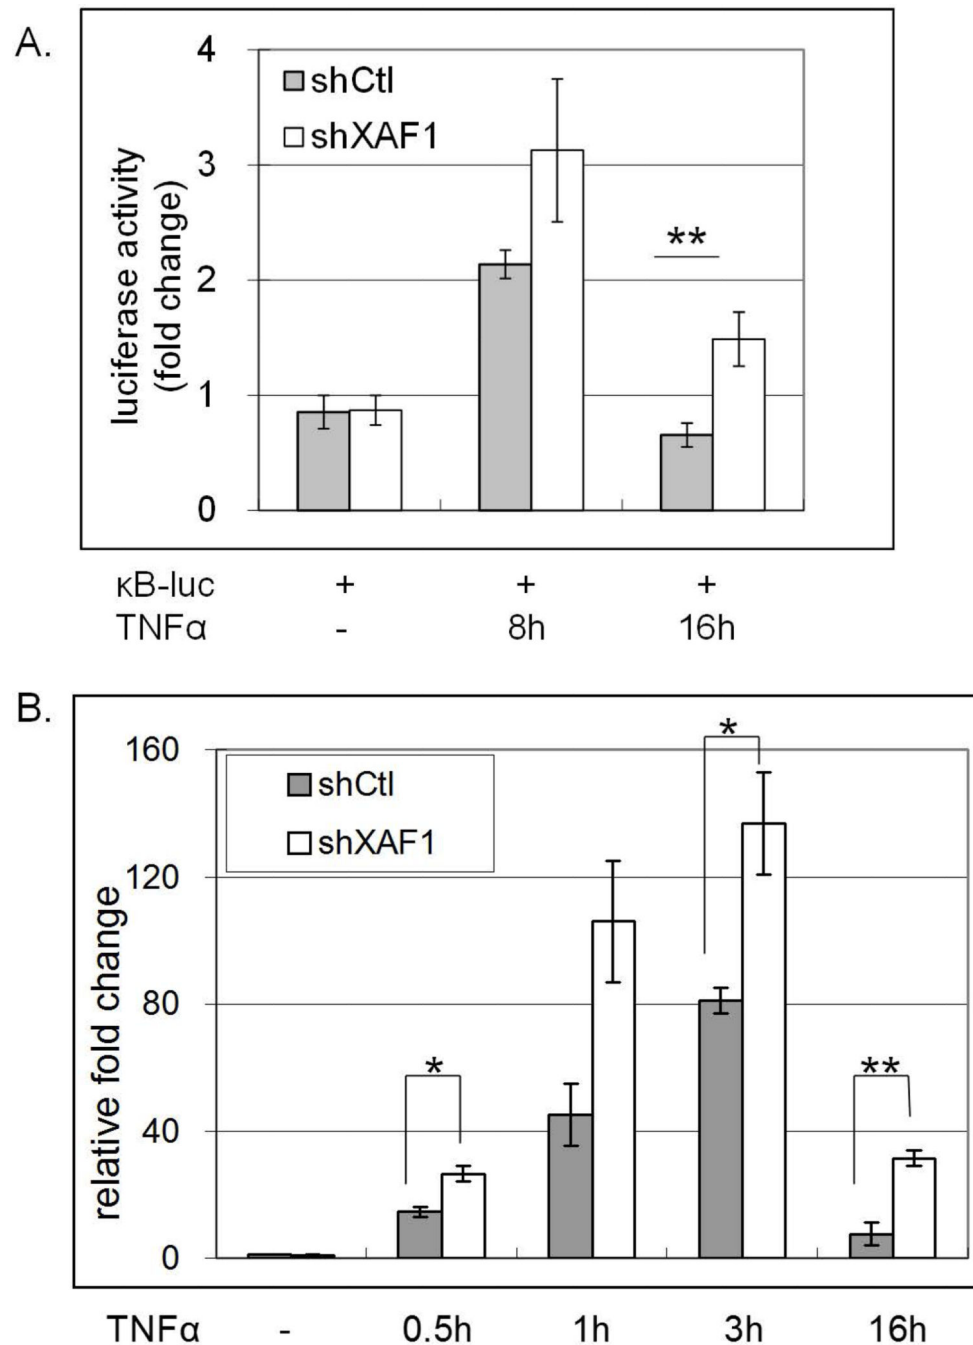 A.
4
shCtl
shXAF1
3
**
2
1
0
luciferase activity
(fold change)
κB-luc + + +
TNFα - 8h 16h
B.
*
160
shCtl
shXAF1
120
80
*
**
40
0
relative fold change
TNFα - 0.5h 1h 3h 16h